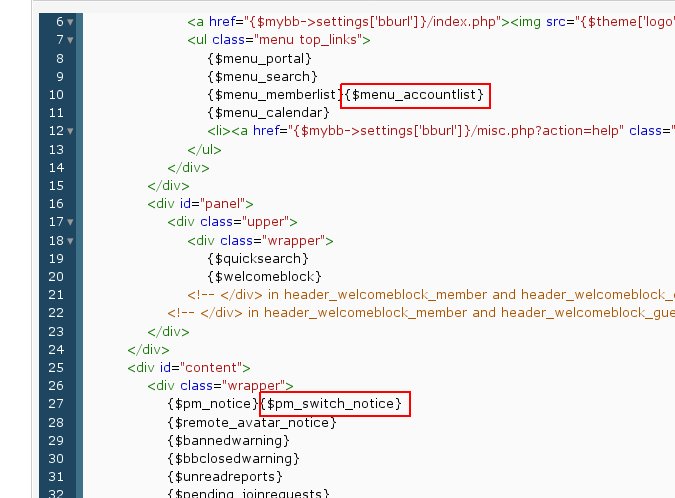 6 <a href="{$mybb->settings['bburl']}/index.php"><img src="{$theme['logo'
7 <ul class="menu top_links">
8 {$menu_portal}
9 {$menu_search}
10 {$menu_memberlist}{$menu_accountlist}
11 {$menu_calendar}
12 <li><a href="{$mybb->settings['bburl']}/misc.php?action=help" class="
13 </ul>
14 </div>
15 </div>
16 <div id="panel">
17 <div class="upper">
18 <div class="wrapper">
19 {$quicksearch}
20 {$welcomeblock}
21 <!-- </div> in header_welcomeblock_member and header_welcomeblock_
22 <!-- </div> in header_welcomeblock_member and header_welcomeblock_gue
23 </div>
24 </div>
25 <div id="content">
26 <div class="wrapper">
27 {$pm_notice}{$pm_switch_notice}
28 {$remote_avatar_notice}
29 {$bannedwarning}
30 {$bbclosedwarning}
31 {$unreadreports}
32 {$pending_joinrequests}